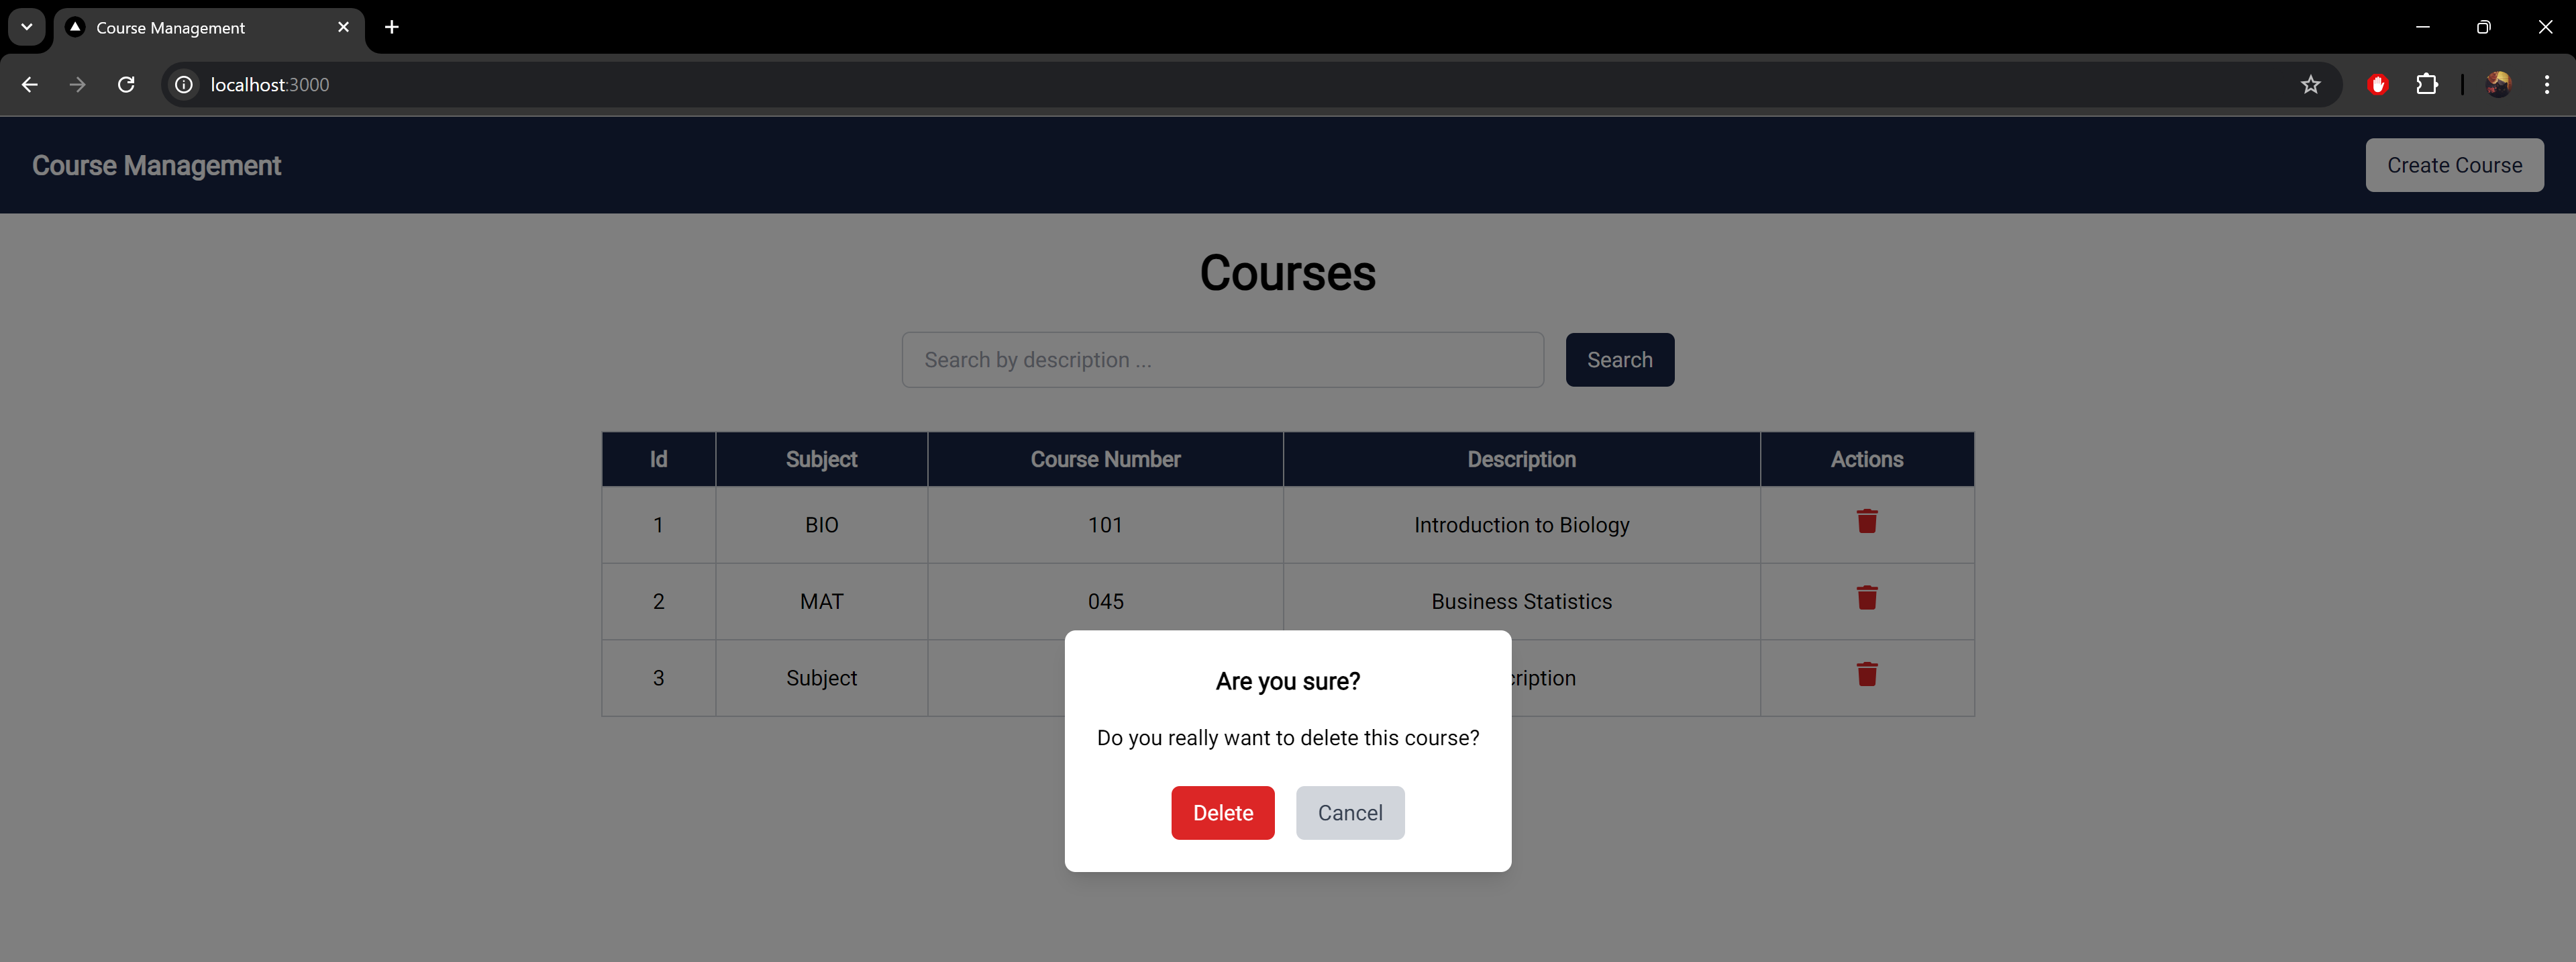 Course Management
localhost:3000
Course Management
Create Course
Courses
Search by description ...
Search
Id Subject Course Number Description Actions
1 BIO 101 Introduction to Biology
2 MAT 045 Business Statistics
3 Subject cription
Are you sure?
Do you really want to delete this course?
Delete Cancel